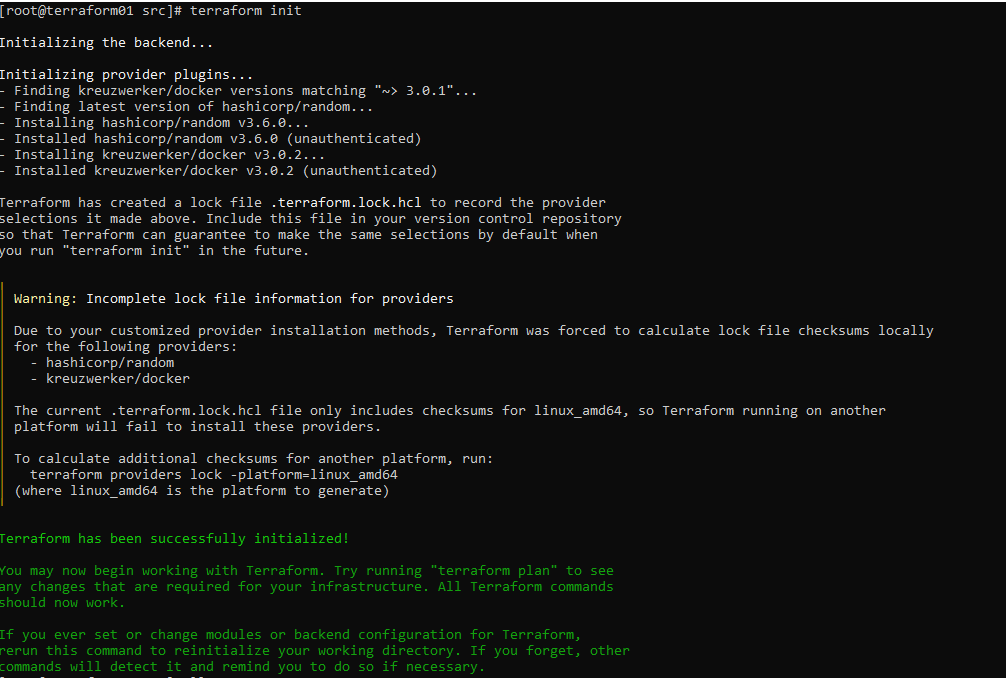 [root@terraform01 src]# terraform init
Initializing the backend...
Initializing provider plugins...
- Finding kreuzwerker/docker versions matching "~> 3.0.1"...
- Finding latest version of hashicorp/random...
- Installing hashicorp/random v3.6.0...
- Installed hashicorp/random v3.6.0 (unauthenticated)
- Installing kreuzwerker/docker v3.0.2...
- Installed kreuzwerker/docker v3.0.2 (unauthenticated)
Terraform has created a lock file .terraform.lock.hcl to record the provider
selections it made above. Include this file in your version control repository
so that Terraform can guarantee to make the same selections by default when
you run "terraform init" in the future.
Warning: Incomplete lock file information for providers
Due to your customized provider installation methods, Terraform was forced to calculate lock file checksums locally
for the following providers:
- hashicorp/random
- kreuzwerker/docker
The current .terraform.lock.hcl file only includes checksums for linux_amd64, so Terraform running on another
platform will fail to install these providers.
To calculate additional checksums for another platform, run:
terraform providers lock -platform=linux_amd64
(where linux_amd64 is the platform to generate)
Terraform has been successfully initialized!
You may now begin working with Terraform. Try running "terraform plan" to see
any changes that are required for your infrastructure. All Terraform commands
should now work.
If you ever set or change modules or backend configuration for Terraform,
rerun this command to reinitialize your working directory. If you forget, other
commands will detect it and remind you to do so if necessary.